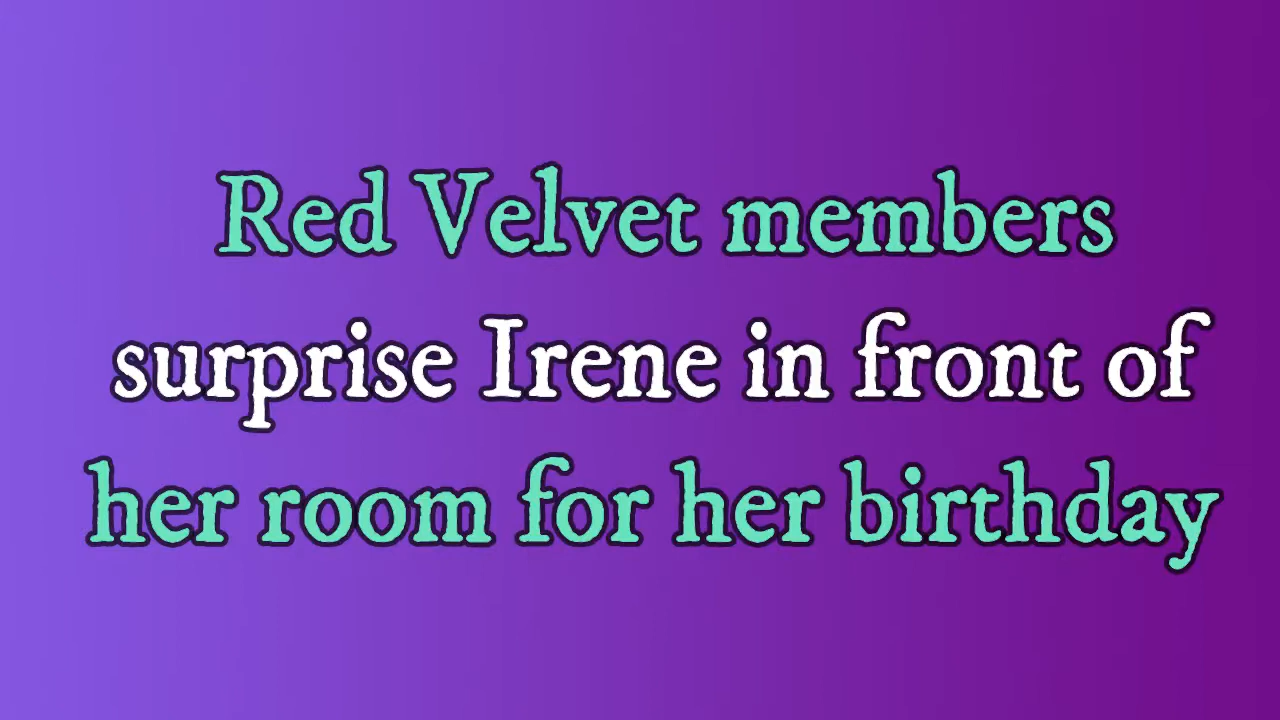 Red Velvet members
surprise Irene in front of
her room for her birthday